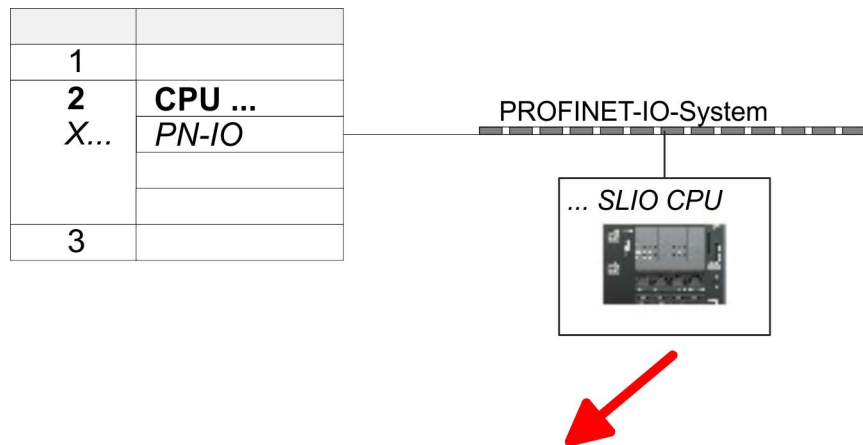 1
2 CPU ...
X... PN-IO
3
PROFINET-IO-System
... SLIO CPU